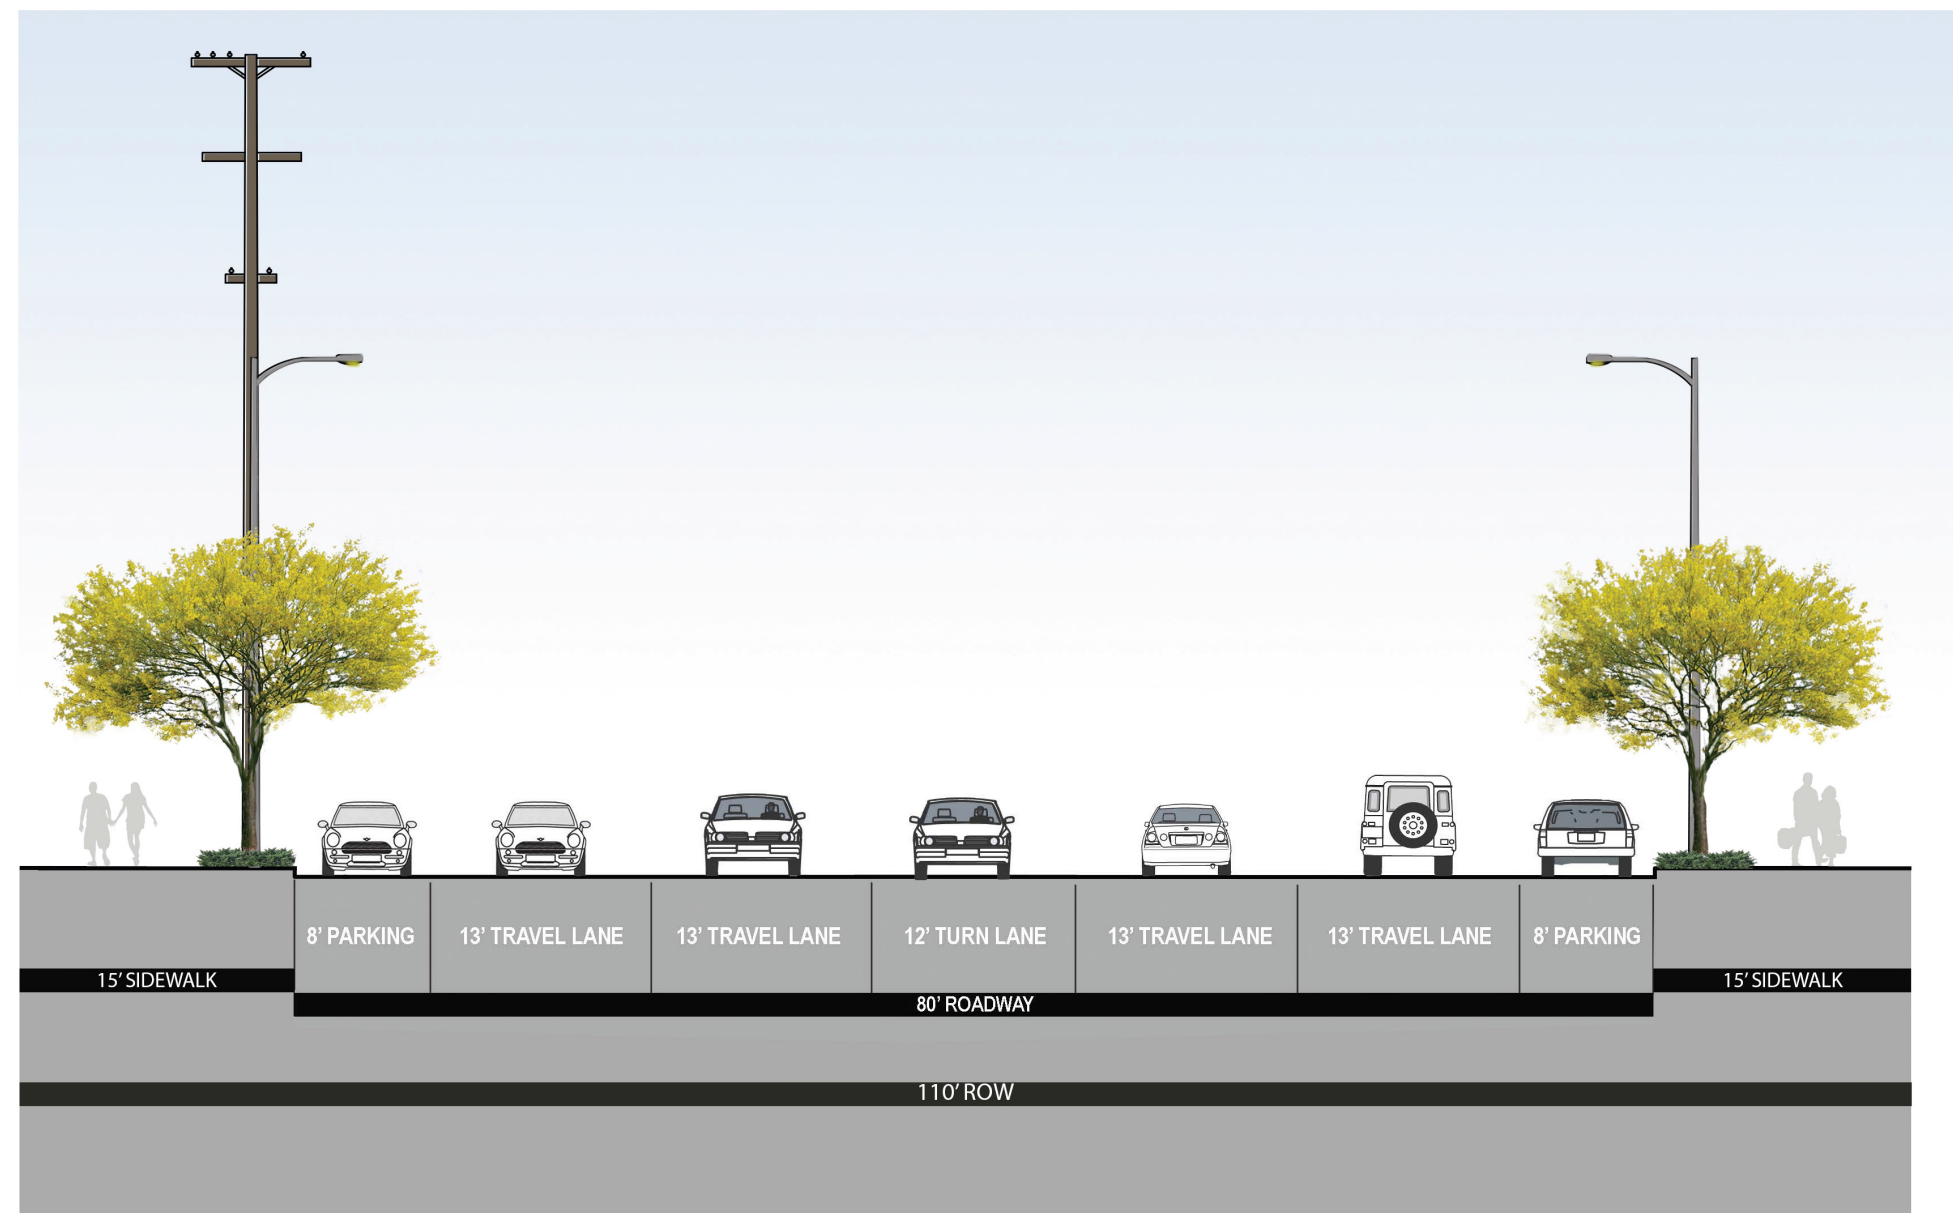 8’ PARKING
13’ TRAVEL LANE
13’ TRAVEL LANE
12’ TURN LANE
13’ TRAVEL LANE
13’ TRAVEL LANE
8’ PARKING
15’ SIDEWALK
15’ SIDEWALK
80’ ROADWAY
110’ ROW